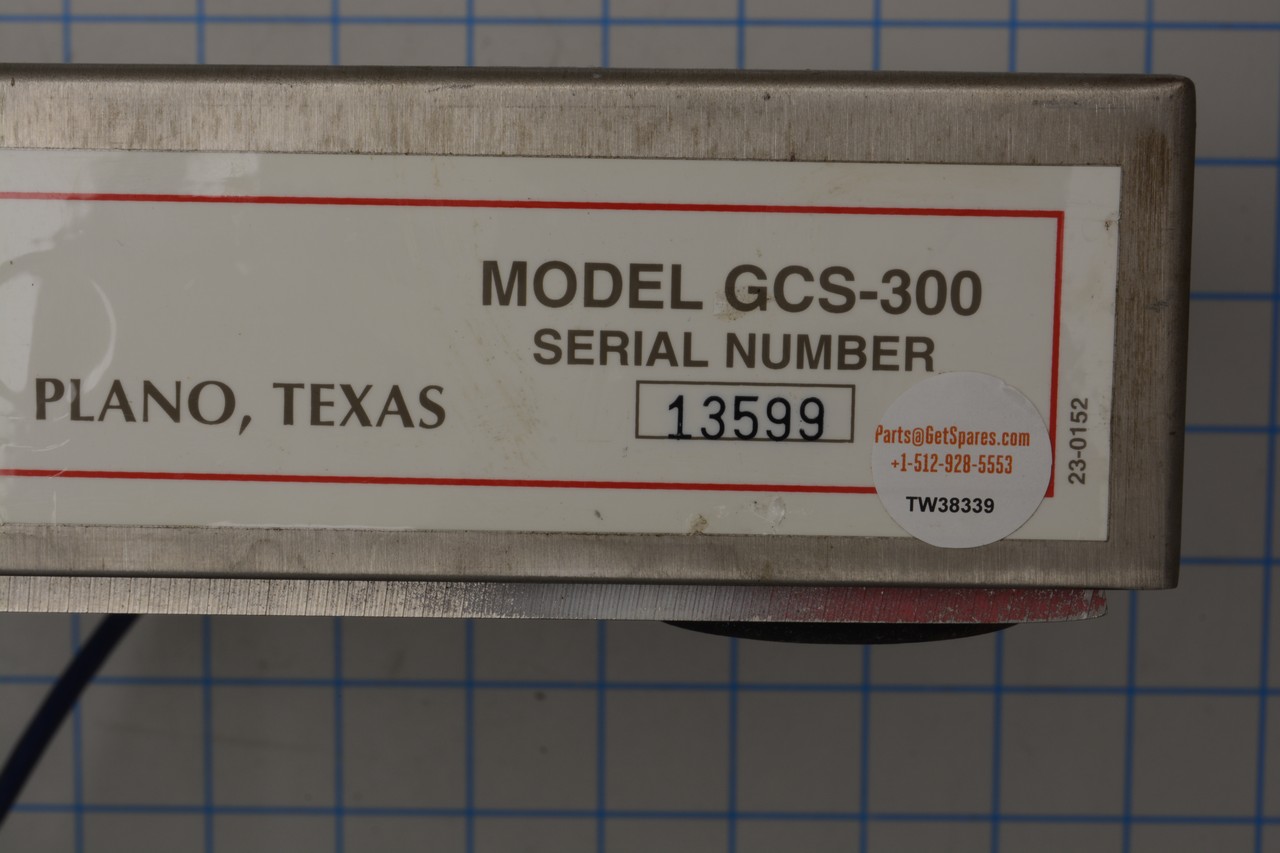 MODEL GCS-300
SERIAL NUMBER
13599
PLANO, TEXAS
Parts@GetSpares.com
+1-512-928-5553
TW38339
23-0152